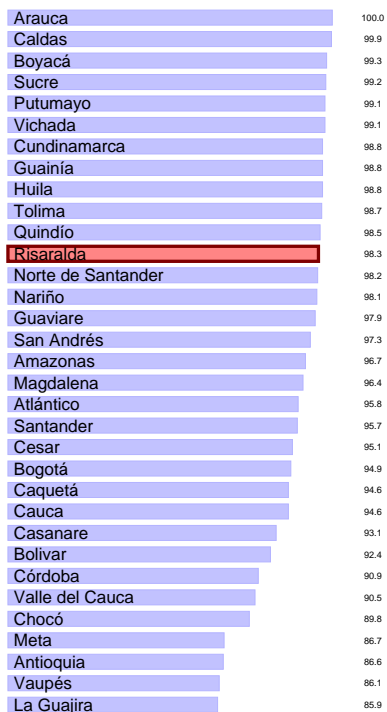 Arauca 100.0
Caldas 99.9
Boyacá 99.3
Sucre 99.2
Putumayo 99.1
Vichada 99.1
Cundinamarca 98.8
Guainía 98.8
Huila 98.8
Tolima 98.7
Quindío 98.5
Risaralda 98.3
Norte de Santander 98.2
Nariño 98.1
Guaviare 97.9
San Andrés 97.3
Amazonas 96.7
Magdalena 96.4
Atlántico 95.8
Santander 95.7
Cesar 95.1
Bogotá 94.9
Caquetá 94.6
Cauca 94.6
Casanare 93.1
Bolivar 92.4
Córdoba 90.9
Valle del Cauca 90.5
Chocó 89.8
Meta 86.7
Antioquia 86.6
Vaupés 86.1
La Guajira 85.9